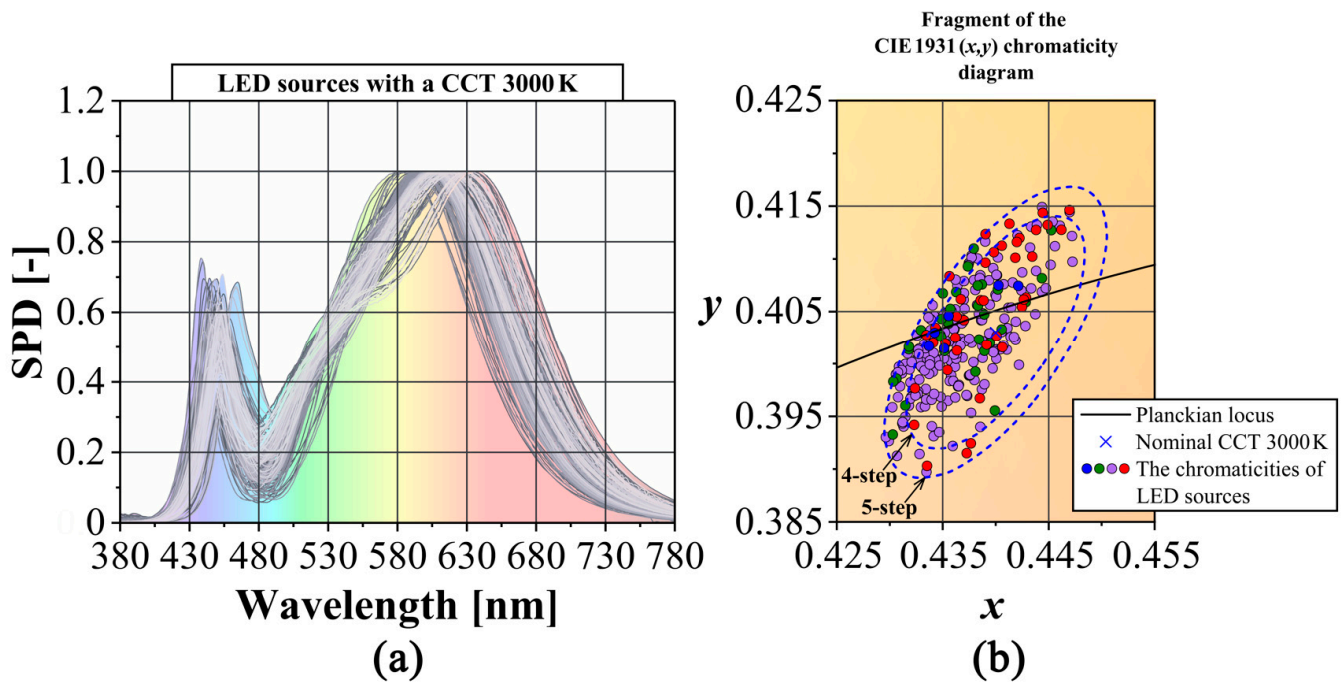 LED sources with a CCT 3000 K
1.2
1.0
0.8
0.6
0.4
0.2
0
SPD [-]
380 430 480 530 580 630 680 730 780
Wavelength [nm]
(a)
Fragment of the
CIE 1931 (x,y) chromaticity
diagram
0.425
0.415
0.405
0.395
0.385
y
4-step
5-step
Planckian locus
Nominal CCT 3000 K
The chromaticities of
LED sources
0.425 0.435 0.445 0.455
x
(b)